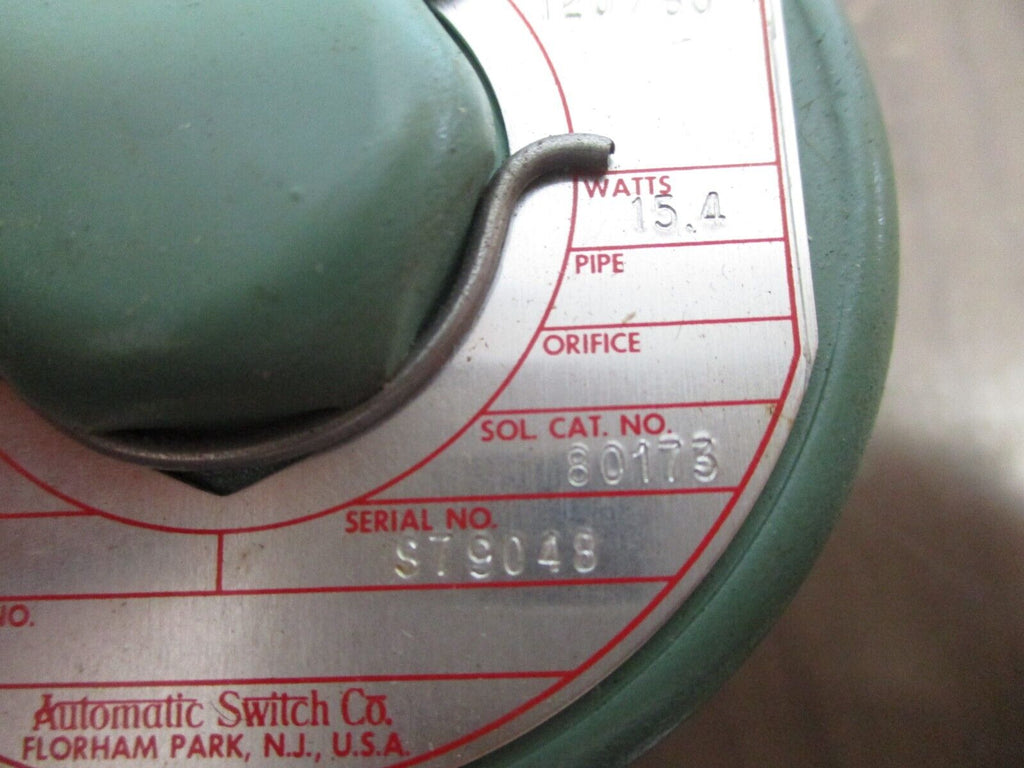 WATTS
15.4
PIPE
ORIFICE
SOL. CAT. NO.
80173
SERIAL NO.
S79048
NO.
Automatic Switch Co.
FLORHAM PARK, N.J., U.S.A.